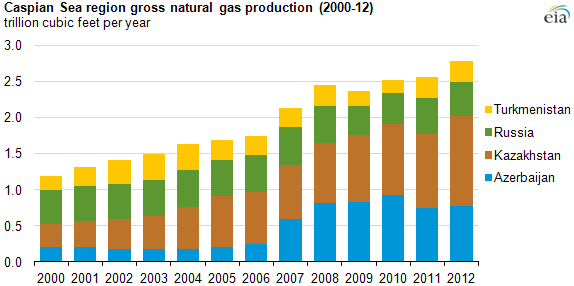 Caspian Sea region gross natural gas production (2000-12)
trillion cubic feet per year
eia
3.0
2.5
2.0
1.5
1.0
0.5
0.0
Turkmenistan
Russia
Kazakhstan
Azerbaijan
2000 2001 2002 2003 2004 2005 2006 2007 2008 2009 2010 2011 2012